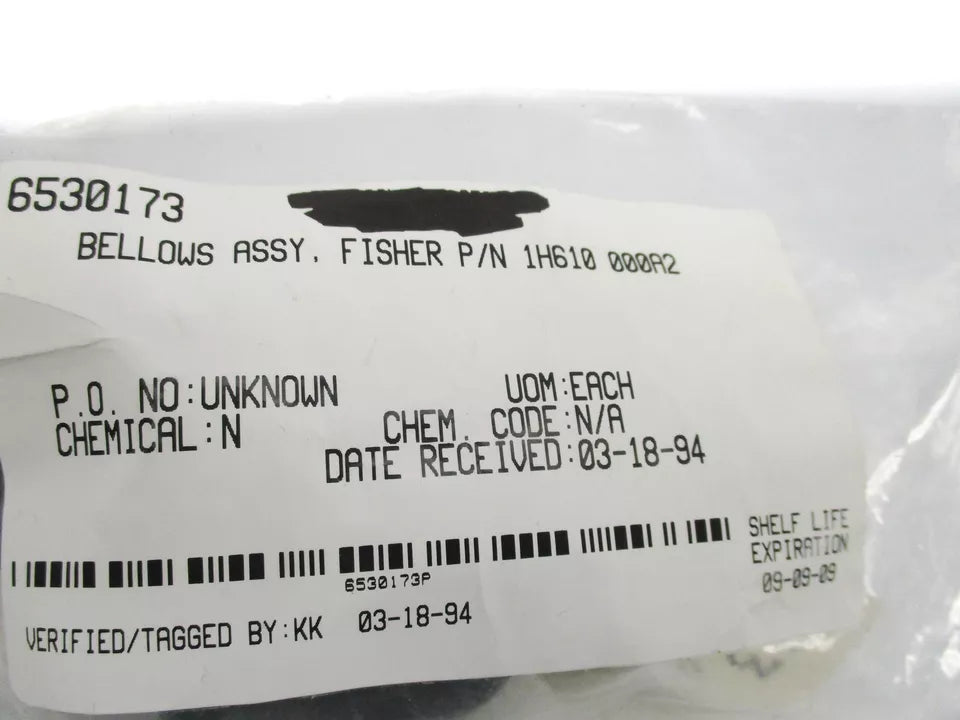 6530173
BELLOWS ASSY, FISHER P/N 1H610 000A2
P.O. NO:UNKNOWN UOM:EACH
CHEMICAL:N CHEM. CODE:N/A
DATE RECEIVED:03-18-94
SHELF LIFE
EXPIRATION
09-09-09
6530173P
VERIFIED/TAGGED BY:KK 03-18-94